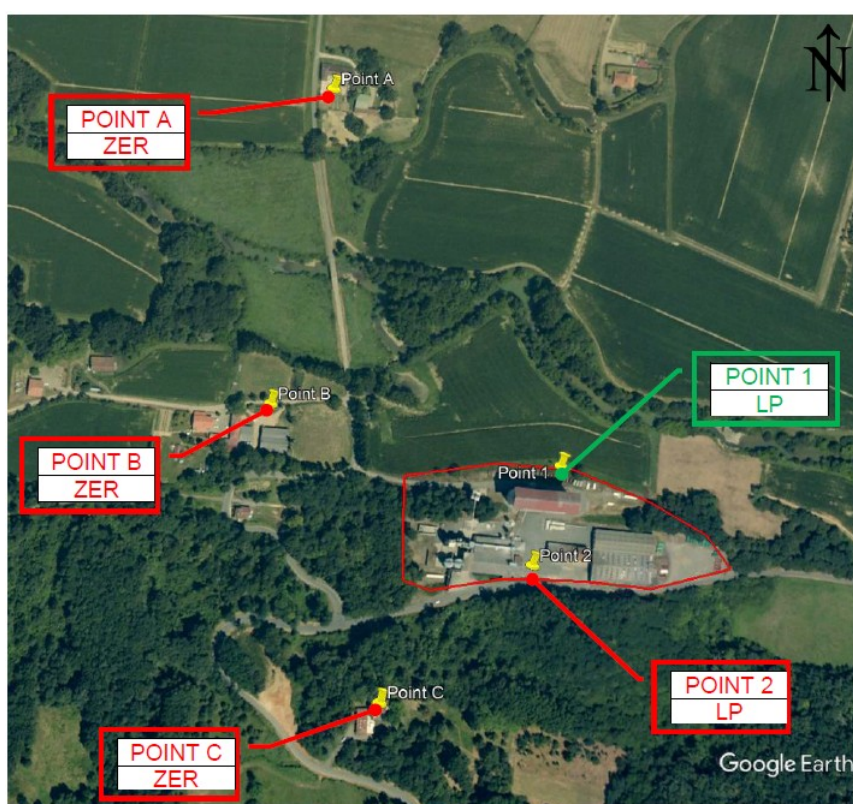 N
Point A
POINT A
ZER
POINT 1
LP
Point B
POINT B
ZER
Point 1
Point 2
Point C
POINT 2
LP
POINT C
ZER
Google Earth